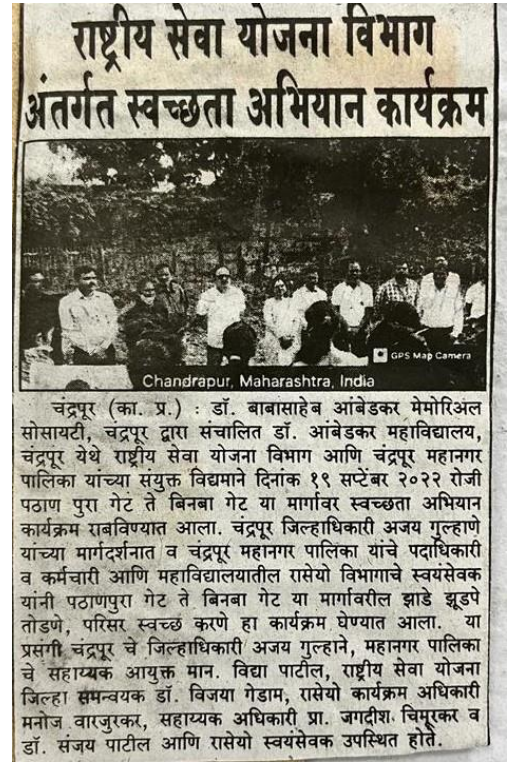 राष्ट्रीय सेवा योजना विभाग
अंतर्गत स्वच्छता अभियान कार्यक्रम
GPS Map Camera
Chandrapur, Maharashtra, India
चंद्रपूर (का. प्र.) : डॉ. बाबासाहेब आंबेडकर मेमोरिअल
सोसायटी, चंद्रपूर द्वारा संचालित डॉ. आंबेडकर महाविद्यालय,
चंद्रपूर येथे राष्ट्रीय सेवा योजना विभाग आणि चंद्रपूर महानगर
पालिका यांच्या संयुक्त विद्यमाने दिनांक १९ सप्टेंबर २०२२ रोजी
पठाण पुरा गेट ते बिनबा गेट या मार्गावर स्वच्छता अभियान
कार्यक्रम राबविण्यात आला. चंद्रपूर जिल्हाधिकारी अजय गुल्हाणे
यांच्या मार्गदर्शनात व चंद्रपूर महानगर पालिका यांचे पदाधिकारी
व कर्मचारी आणि महाविद्यालयातील रासेयो विभागाचे स्वयंसेवक
यांनी पठाणपुरा गेट ते बिनबा गेट या मार्गावरील झाडे झूडपे
तोडणे, परिसर स्वच्छ करणे हा कार्यक्रम घेण्यात आला. या
प्रसंगी चंद्रपूर चे जिल्हाधिकारी अजय गुल्हाने, महानगर पालिका
चे सहाय्यक आयुक्त मान. विद्या पाटील, राष्ट्रीय सेवा योजना
जिल्हा समन्वयक डॉ. विजया गेडाम, रासेयो कार्यक्रम अधिकारी
मनोज वारजुरकर, सहाय्यक अधिकारी प्रा. जगदीश चिमूरकर व
डॉ. संजय पाटील आणि रासेयो स्वयंसेवक उपस्थित होते.